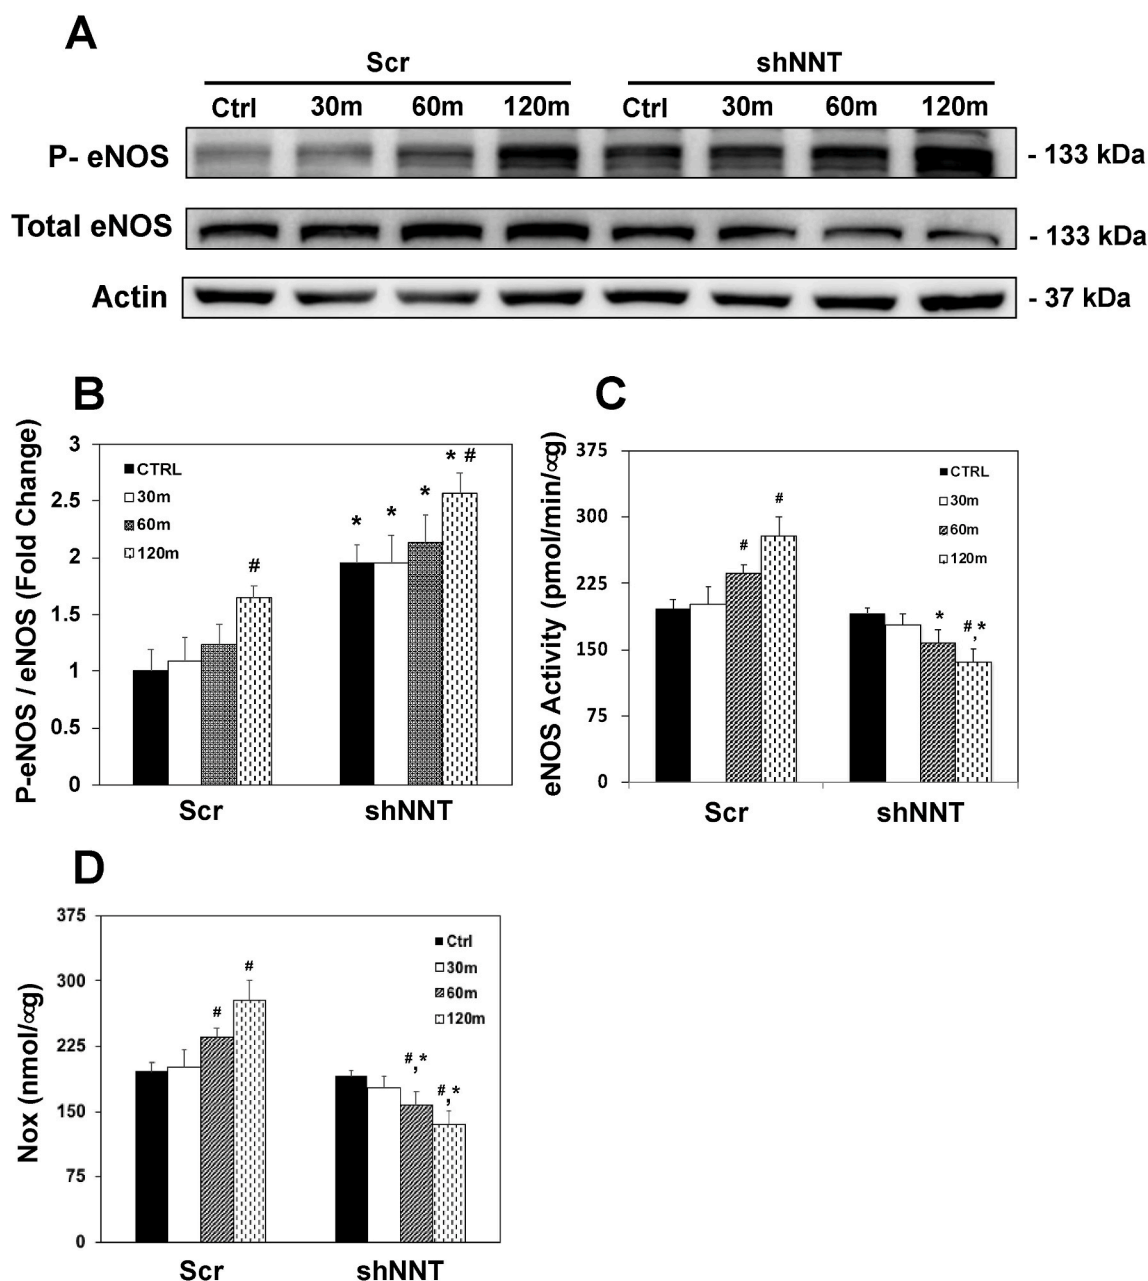 A
Scr shNNT
Ctrl 30m 60m 120m Ctrl 30m 60m 120m
P- eNOS - 133 kDa
Total eNOS - 133 kDa
Actin - 37 kDa
B
P-eNOS / eNOS (Fold Change)
3
2.5
2
1.5
1
0.5
0
CTRL
30m
60m
120m
#
*
*
*
* #
Scr shNNT
C
eNOS Activity (pmol/min/∝g)
375
300
225
150
75
0
CTRL
30m
60m
120m
#
#
*
#,*
Scr shNNT
D
Nox (nmol/∝g)
375
300
225
150
75
0
Ctrl
30m
60m
120m
#
#
#,*
#,*
Scr shNNT